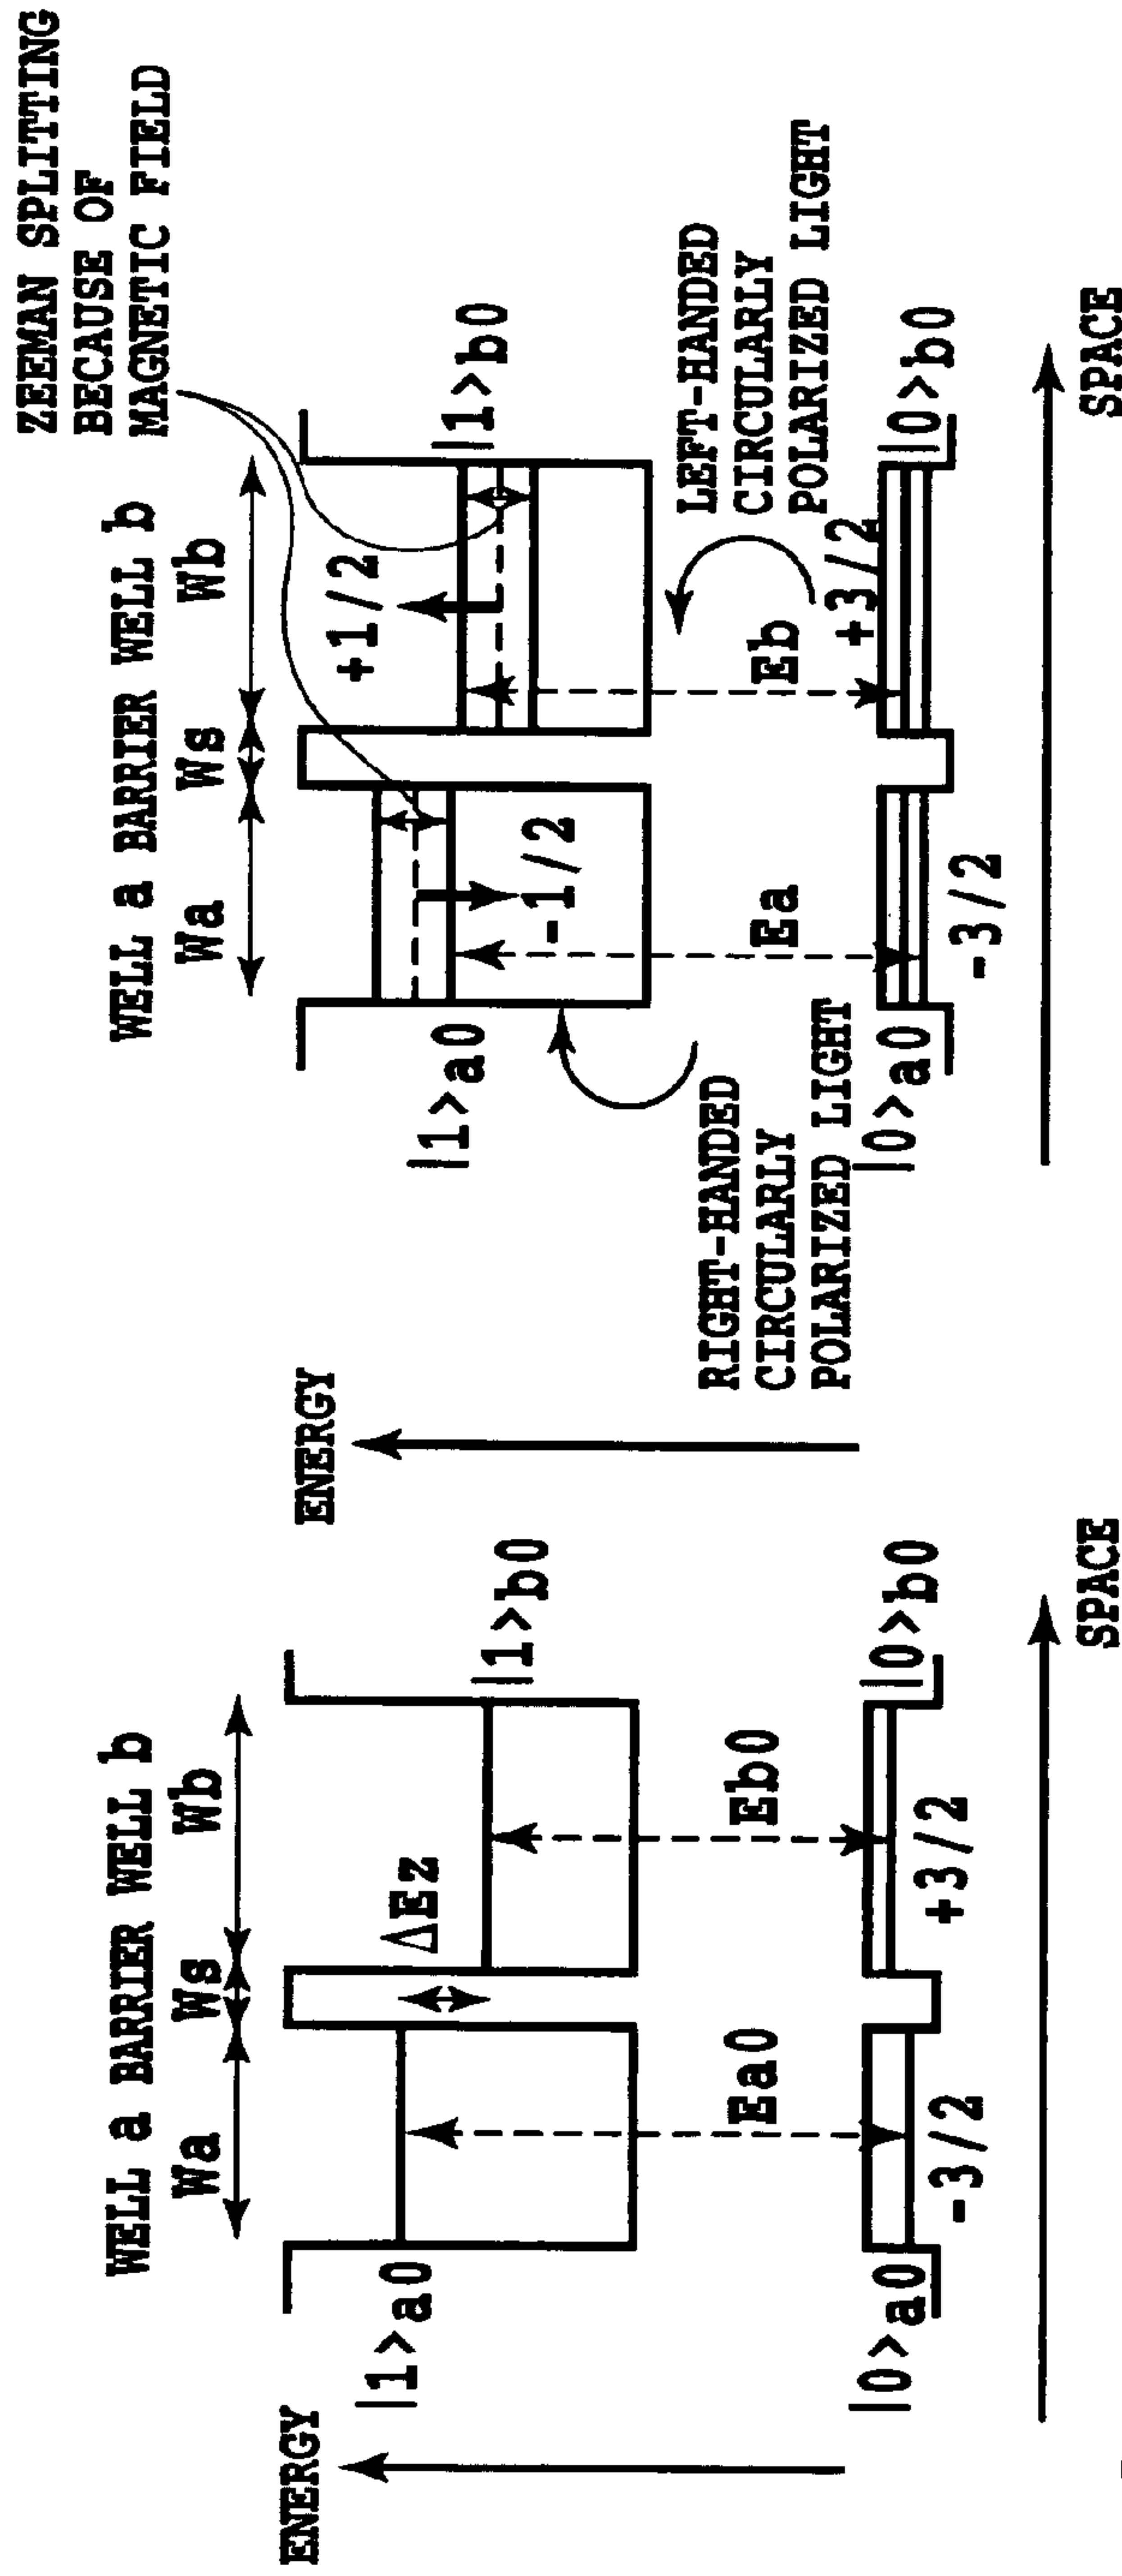 ENERGY
WELL a BARRIER WELL b
Wa Ws Wb
|1>a0
ΔEz
|1>b0
Ea0
Eb0
|0>a0
-3/2
+3/2
|0>b0
SPACE
ENERGY
ZEEMAN SPLITTING
BECAUSE OF
MAGNETIC FIELD
WELL a BARRIER WELL b
Wa Ws Wb
|1>a0
-1/2
+1/2
|1>b0
RIGHT-HANDED
CIRCULARLY
POLARIZED LIGHT
Ea
Eb
LEFT-HANDED
CIRCULARLY
POLARIZED LIGHT
|0>a0
-3/2
+3/2
|0>b0
SPACE